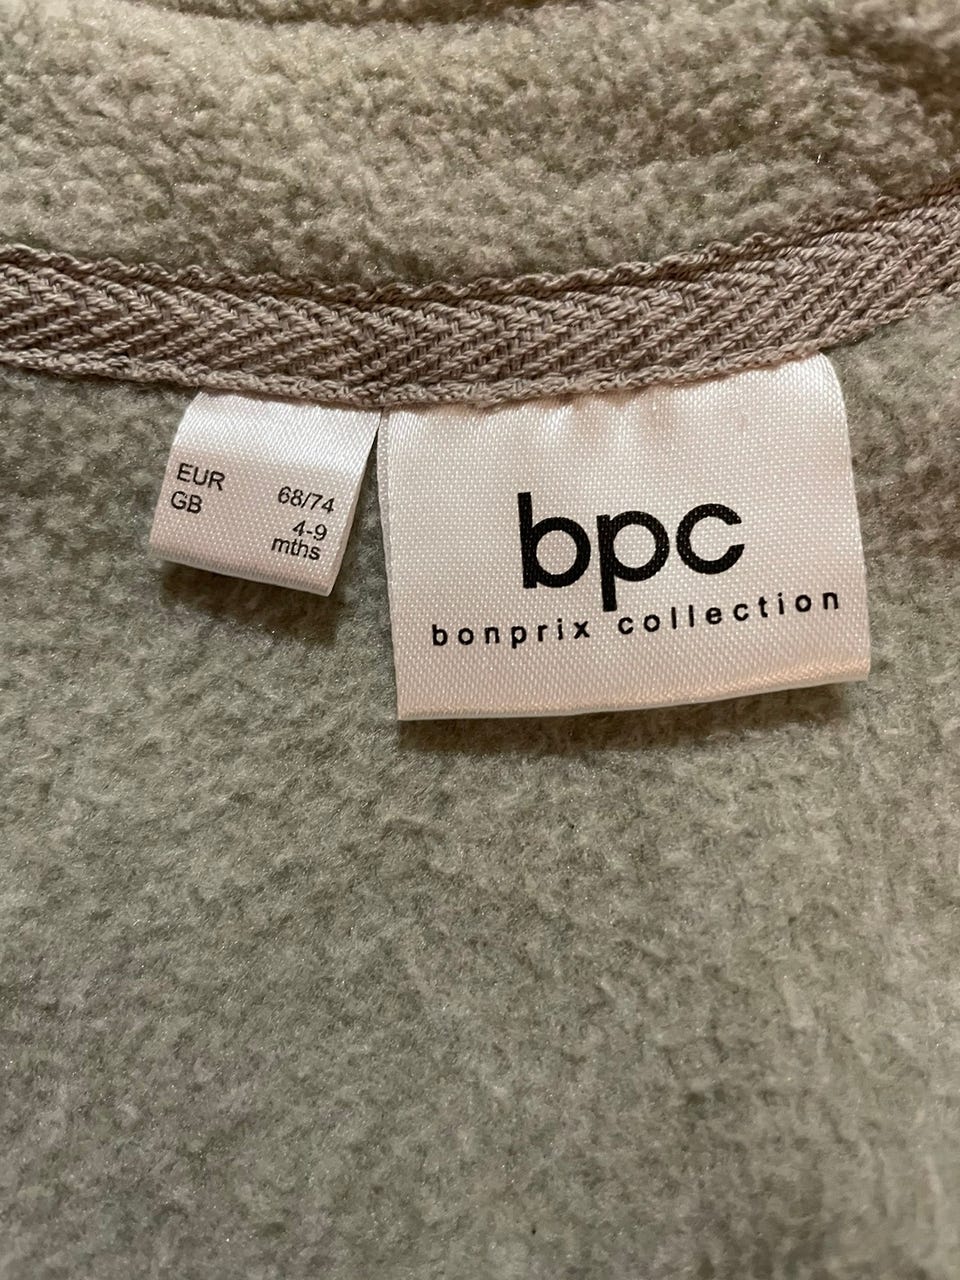 EUR 68/74
GB 4-9
mths
bpc
bonprix collection